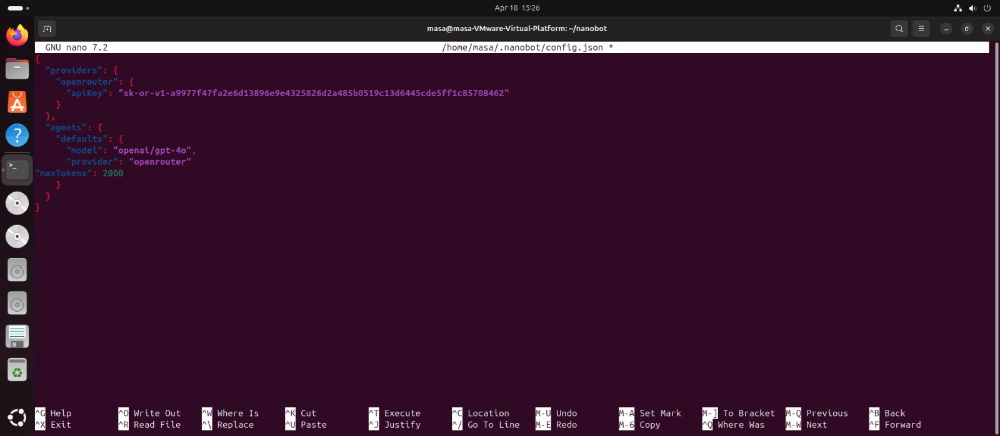 Apr 18 15:26
masa@masa-VMware-Virtual-Platform: ~/nanobot
GNU nano 7.2 /home/masa/.nanobot/config.json *
{
"providers": {
"openrouter": {
"apiKey": "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"
}
},
"agents": {
"defaults": {
"model": "openai/gpt-4o",
"provider": "openrouter"
"maxTokens": 2000
}
}
}
^G Help ^O Write Out ^W Where Is ^K Cut ^T Execute ^C Location M-U Undo M-A Set Mark M-] To Bracket M-Q Previous ^B Back
^X Exit ^R Read File ^\ Replace ^U Paste ^J Justify ^/ Go To Line M-E Redo M-6 Copy ^Q Where Was M-W Next ^F Forward